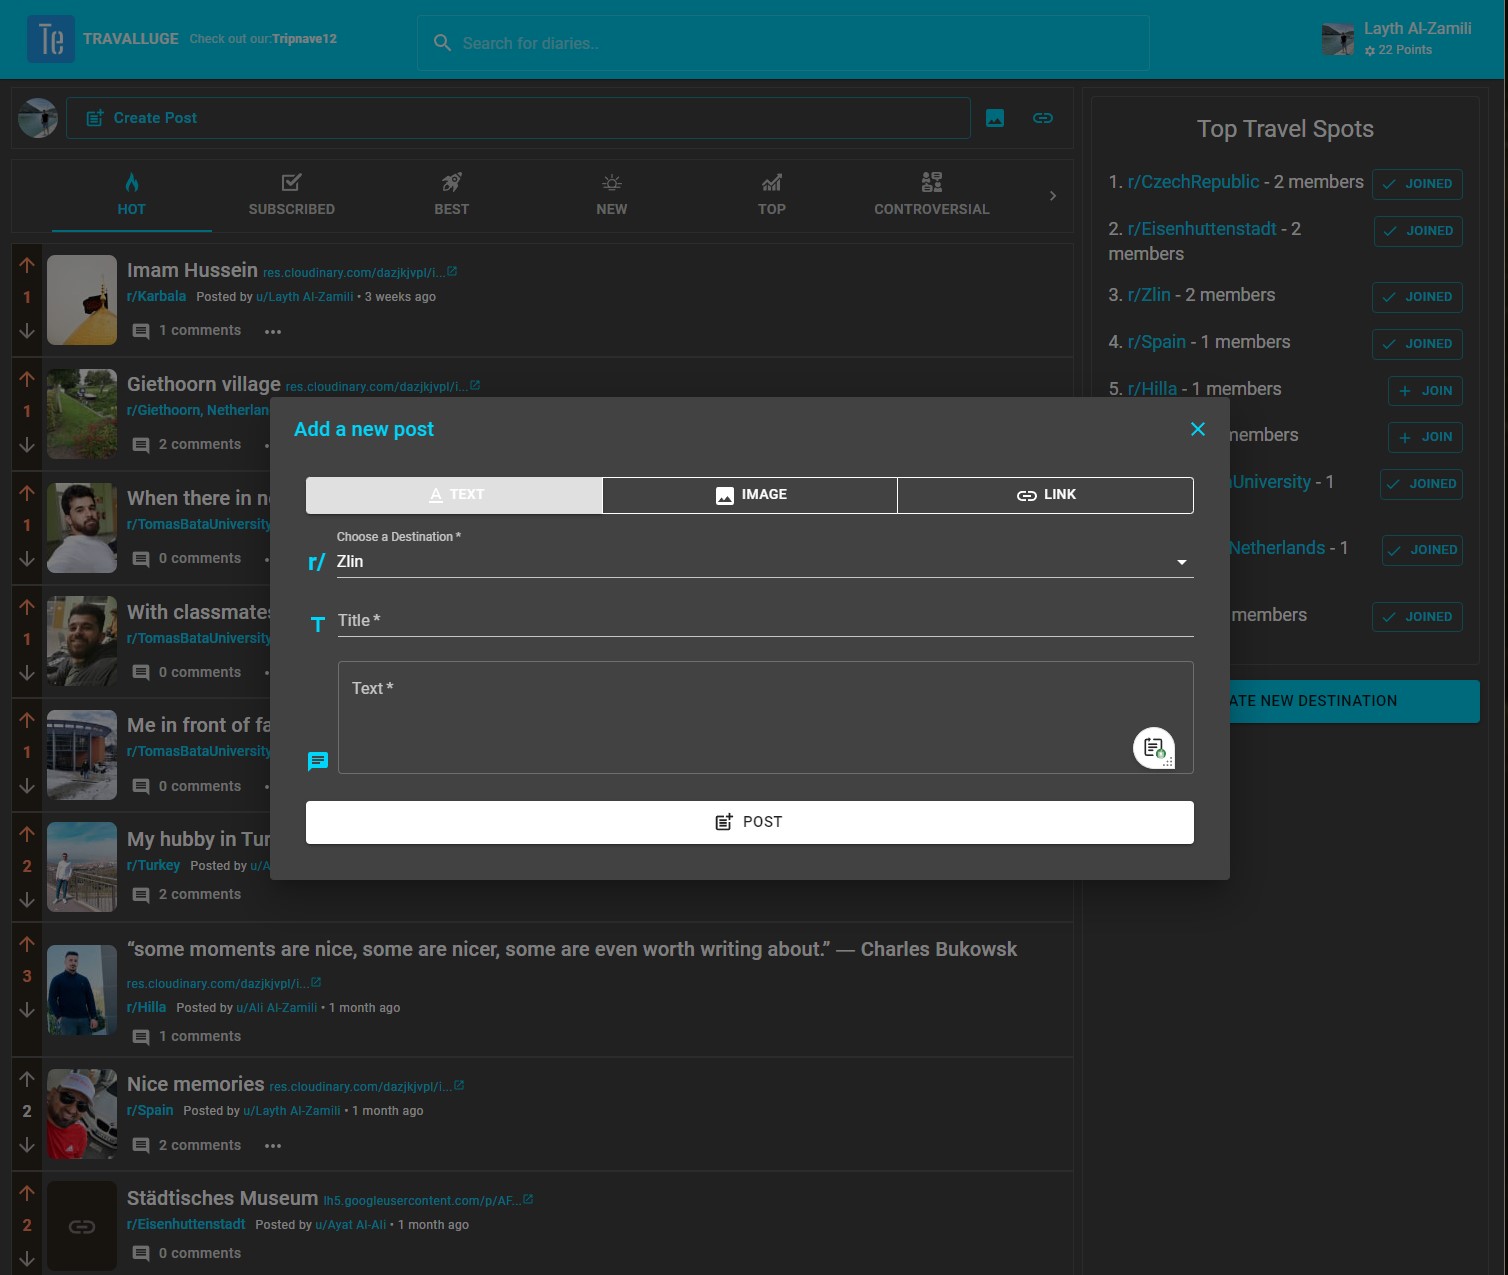 Te
TRAVALLUGE
Check out our:Tripnave12
Search for diaries..
Layth Al-Zamili
22 Points
Create Post
HOT
SUBSCRIBED
BEST
NEW
TOP
CONTROVERSIAL
Imam Hussein res.cloudinary.com/dazjkjvpl/i...
r/Karbala Posted by u/Layth Al-Zamili • 3 weeks ago
1
1 comments
Giethoorn village res.cloudinary.com/dazjkjvpl/i...
r/Giethoorn, Netherlan
1
2 comments
When there in n
r/TomasBataUniversity
1
0 comments
With classmates
r/TomasBataUniversity
1
0 comments
Me in front of fa
r/TomasBataUniversity
1
0 comments
My hubby in Tur
r/Turkey Posted by u/A
2
2 comments
“some moments are nice, some are nicer, some are even worth writing about.” — Charles Bukowsk
res.cloudinary.com/dazjkjvpl/i...
3
r/Hilla Posted by u/Ali Al-Zamili • 1 month ago
1 comments
Nice memories res.cloudinary.com/dazjkjvpl/i...
r/Spain Posted by u/Layth Al-Zamili • 1 month ago
2
2 comments
Städtisches Museum lh5.googleusercontent.com/p/AF...
r/Eisenhuttenstadt Posted by u/Ayat Al-Ali • 1 month ago
2
0 comments
Add a new post
TEXT
IMAGE
LINK
Choose a Destination *
r/ Zlin
T Title *
Text *
POST
Top Travel Spots
1. r/CzechRepublic - 2 members JOINED
2. r/Eisenhuttenstadt - 2
members
JOINED
3. r/Zlin - 2 members JOINED
4. r/Spain - 1 members JOINED
5. r/Hilla - 1 members JOIN
members JOIN
University - 1 JOINED
Netherlands - 1 JOINED
members JOINED
ATE NEW DESTINATION